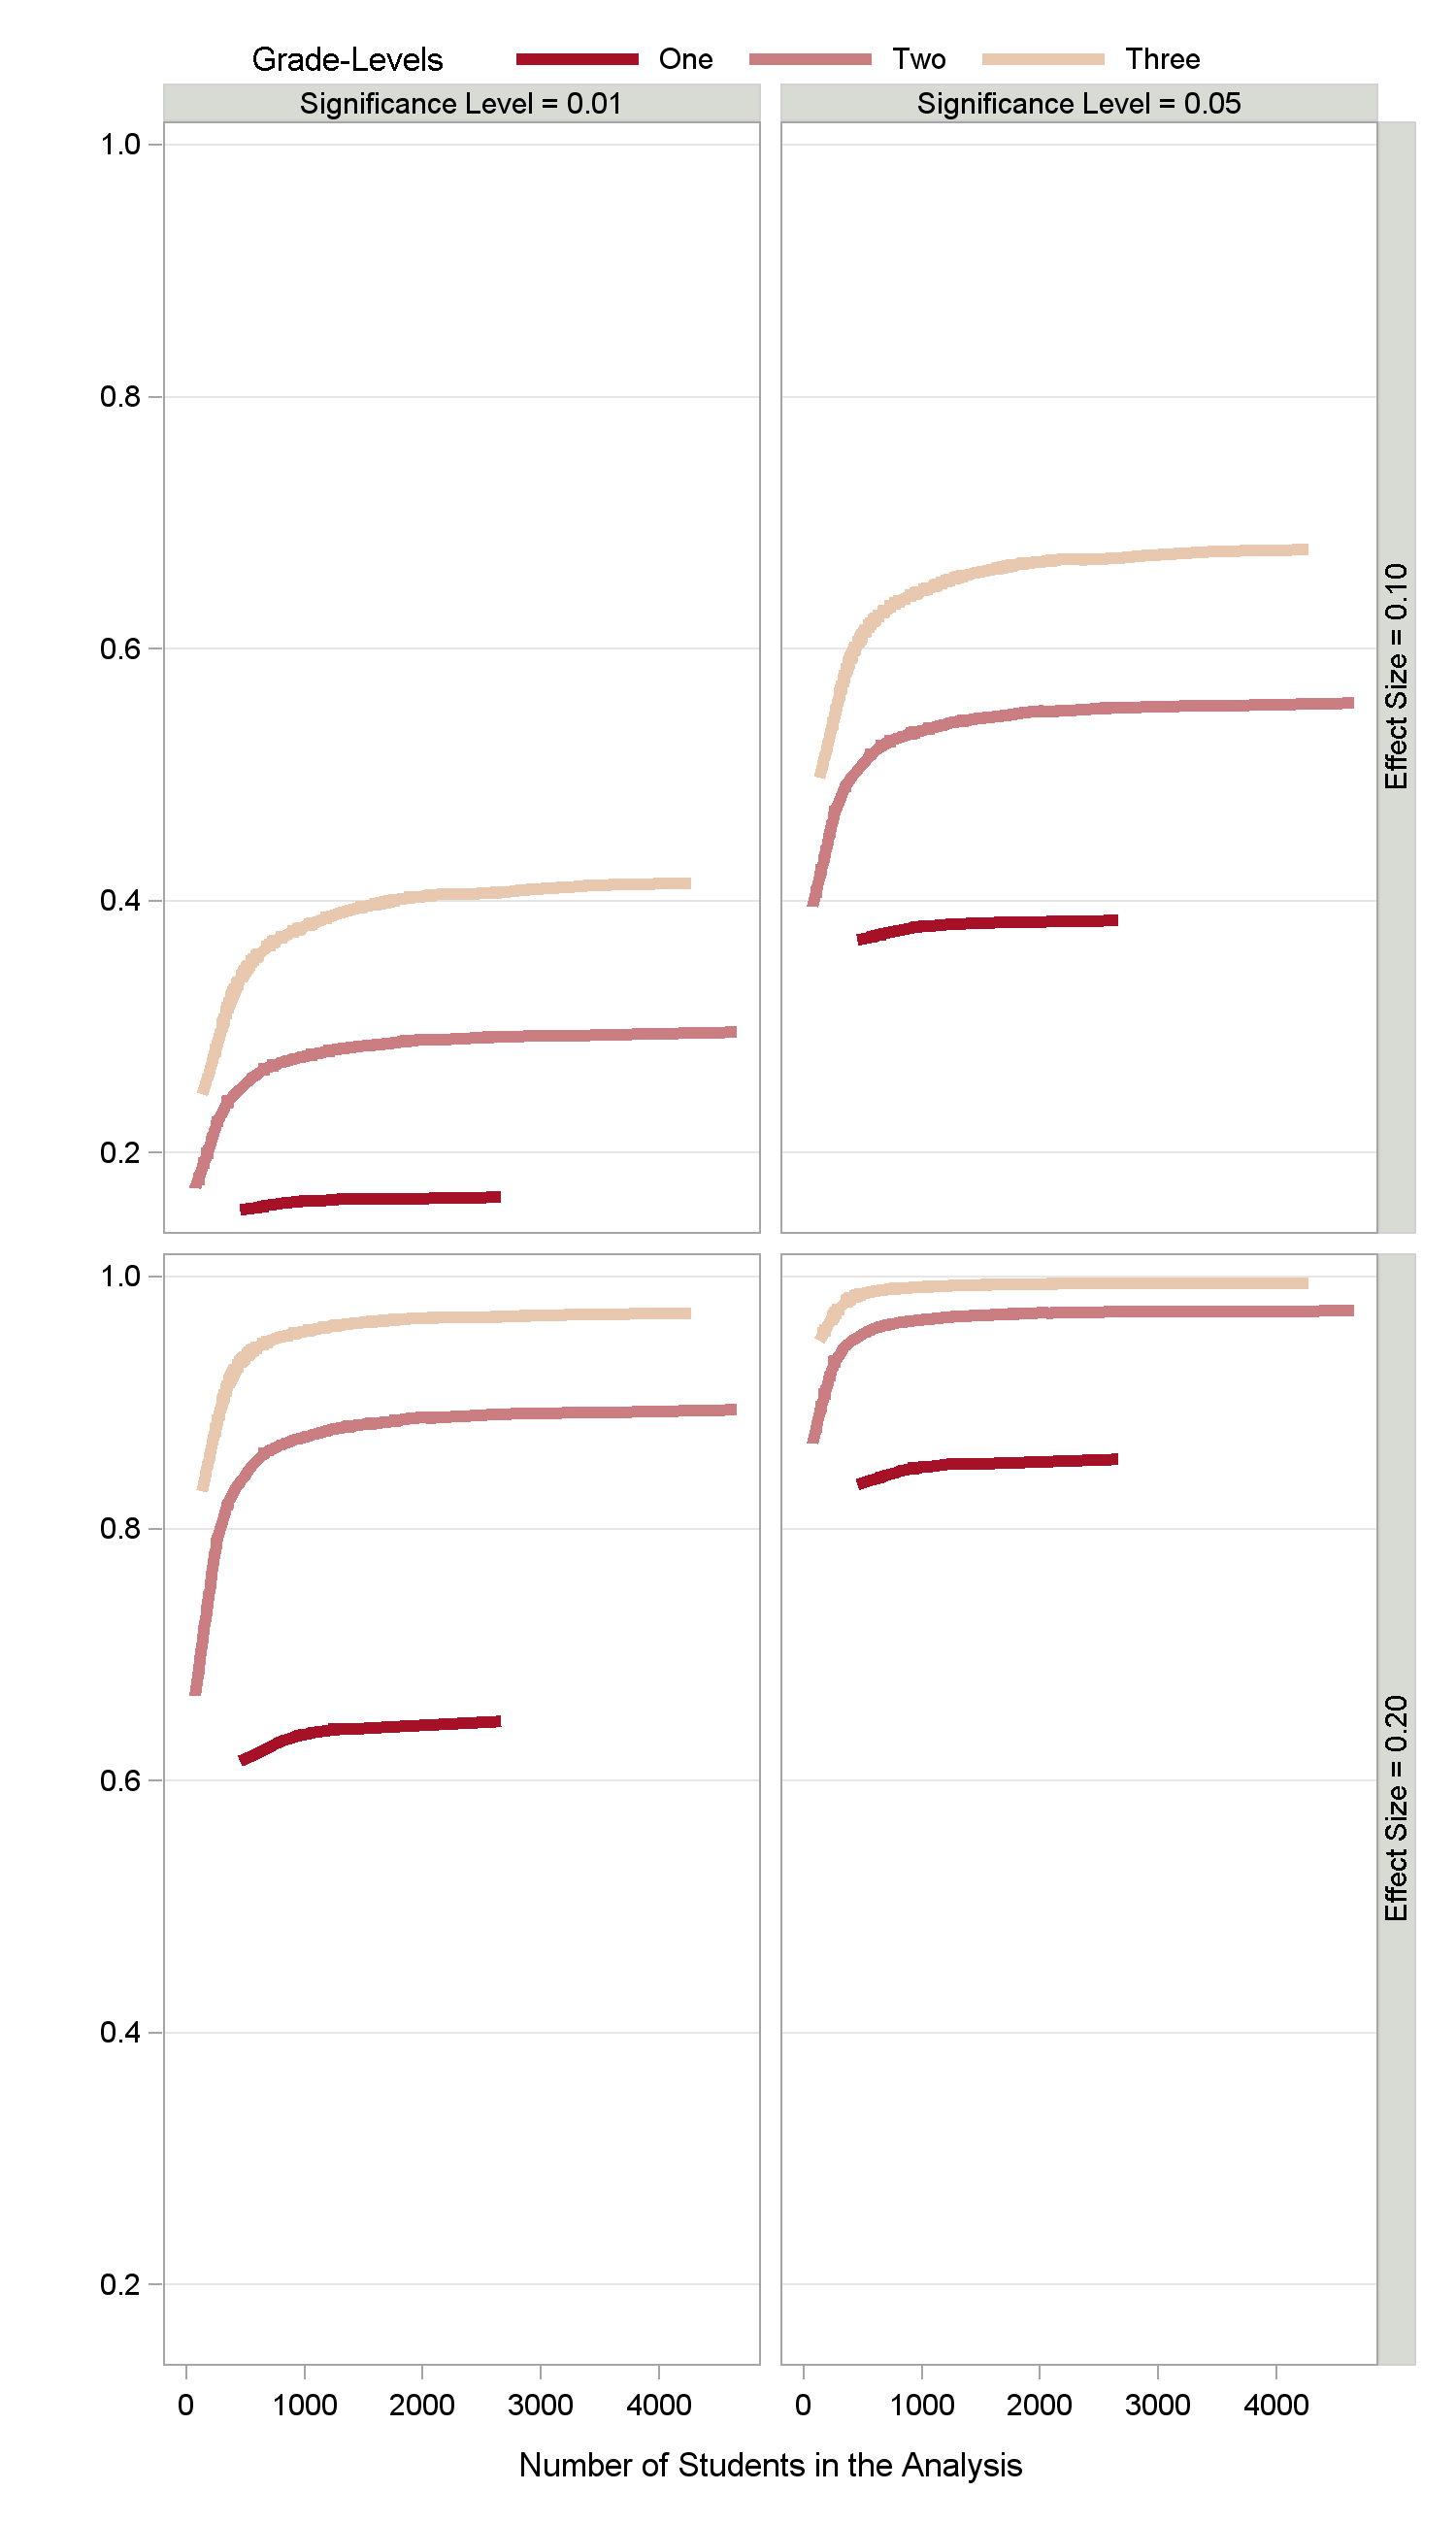 Grade-Levels One Two Three
Significance Level = 0.01 Significance Level = 0.05
1.0
0.8
0.6
0.4
0.2
Effect Size = 0.10
1.0
0.8
0.6
0.4
0.2
Effect Size = 0.20
0 1000 2000 3000 4000 0 1000 2000 3000 4000
Number of Students in the Analysis